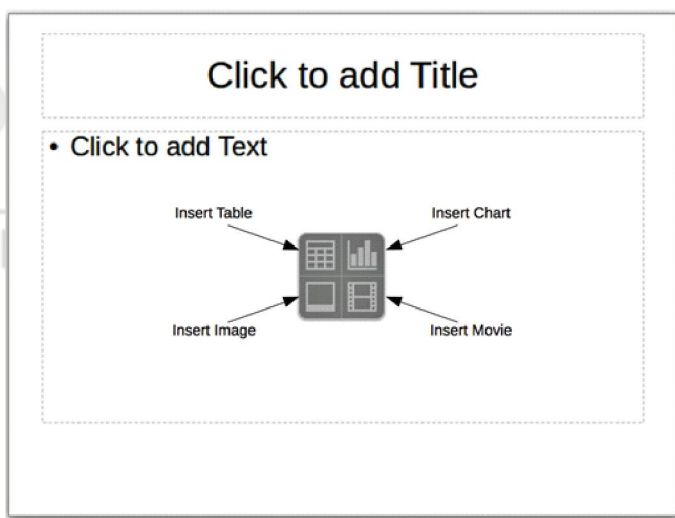 Click to add Title
• Click to add Text
Insert Table
Insert Chart
Insert Image
Insert Movie